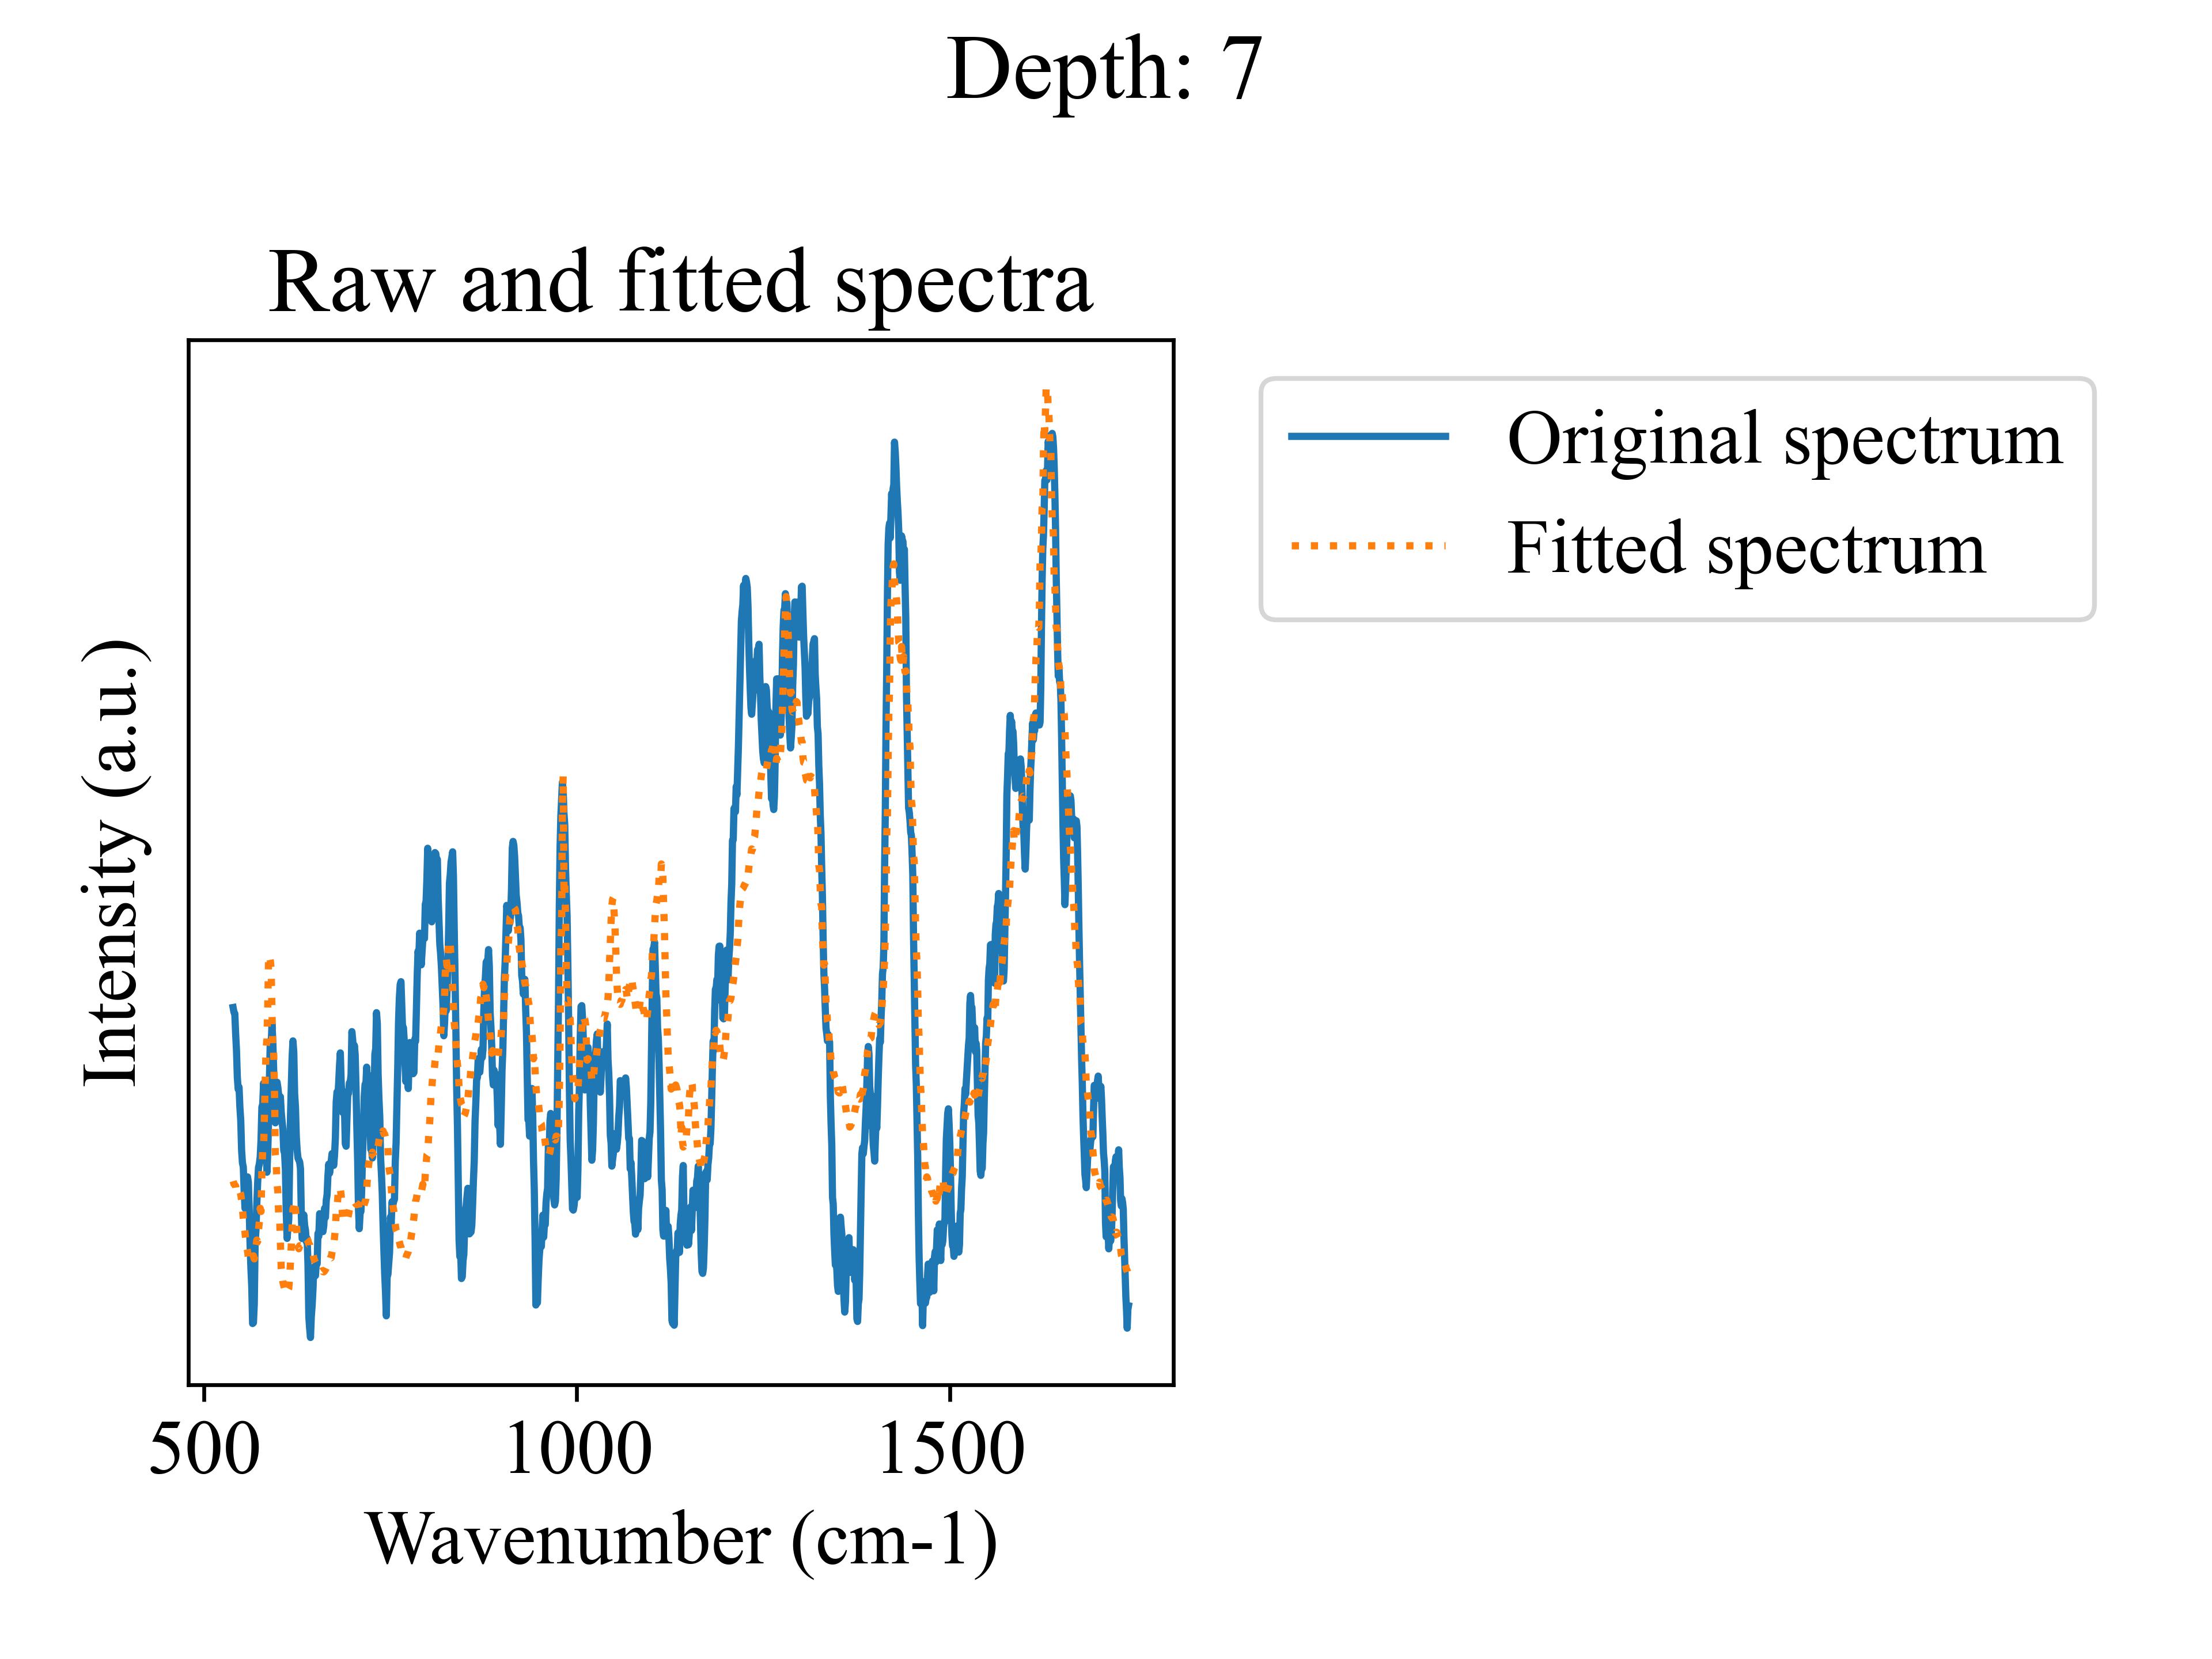 Depth: 7
Raw and fitted spectra
Original spectrum
Fitted spectrum
Intensity (a.u.)
500 1000 1500
Wavenumber (cm-1)